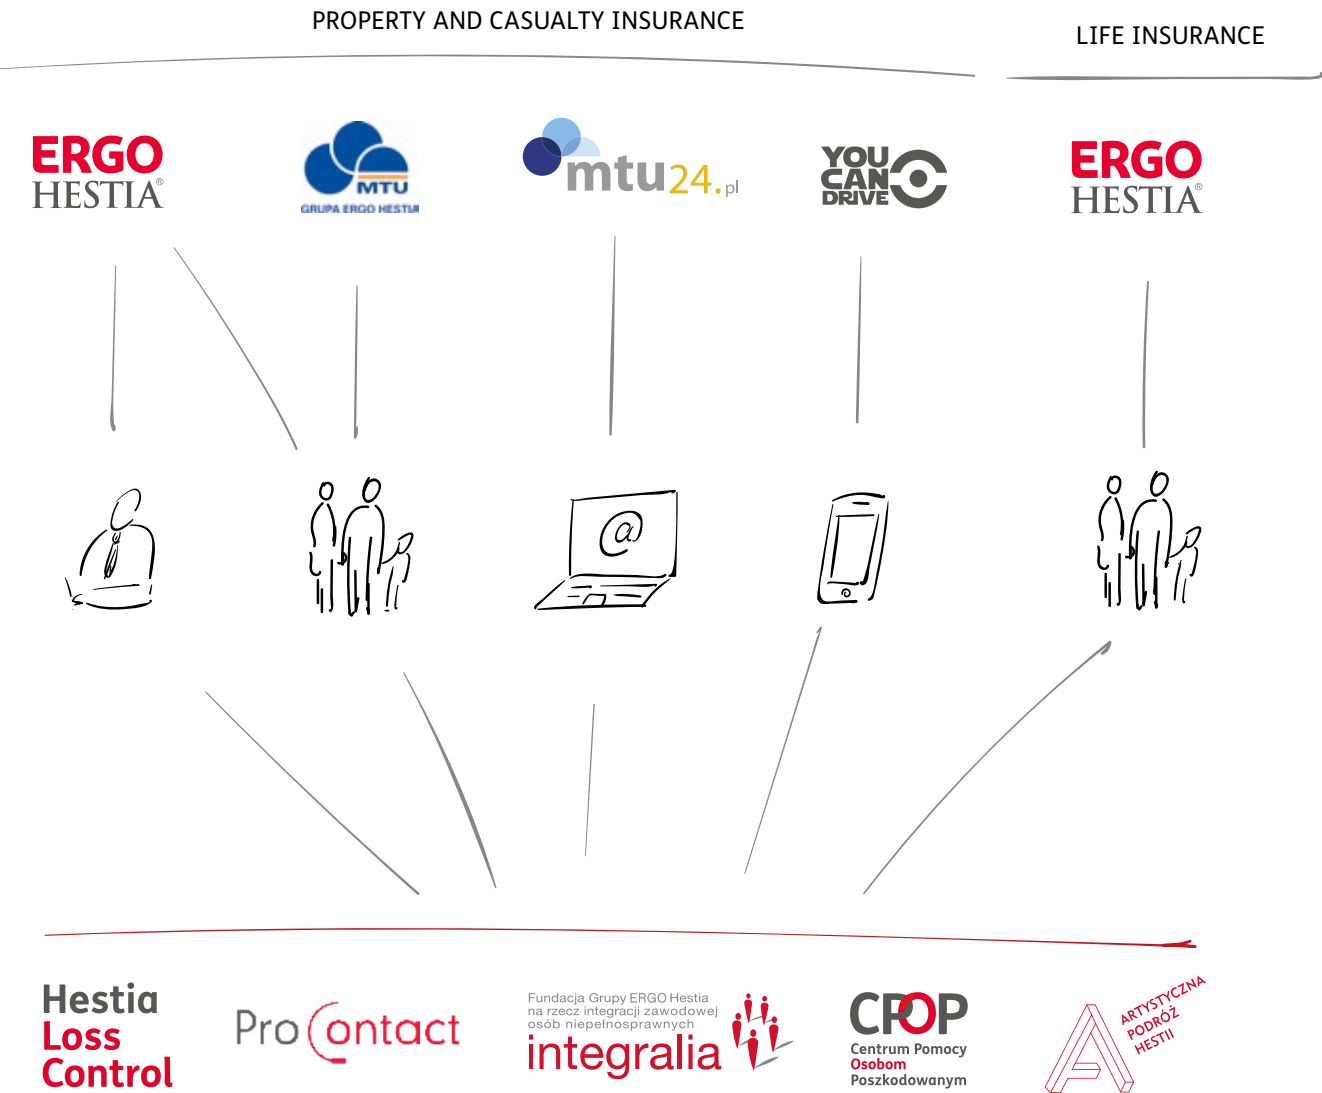 PROPERTY AND CASUALTY INSURANCE
LIFE INSURANCE
ERGO
HESTIA®
MTU
GRUPA ERGO HESTIA
mtu24.pl
YOU
CAN
DRIVE
ERGO
HESTIA®
@
Hestia
Loss
Control
ProContact
Fundacja Grupy ERGO Hestia
na rzecz integracji zawodowej
osób niepełnosprawnych
integralia
CPOP
Centrum Pomocy
Osobom
Poszkodowanym
A
ARTYSTYCZNA
PODRÓŻ
HESTII